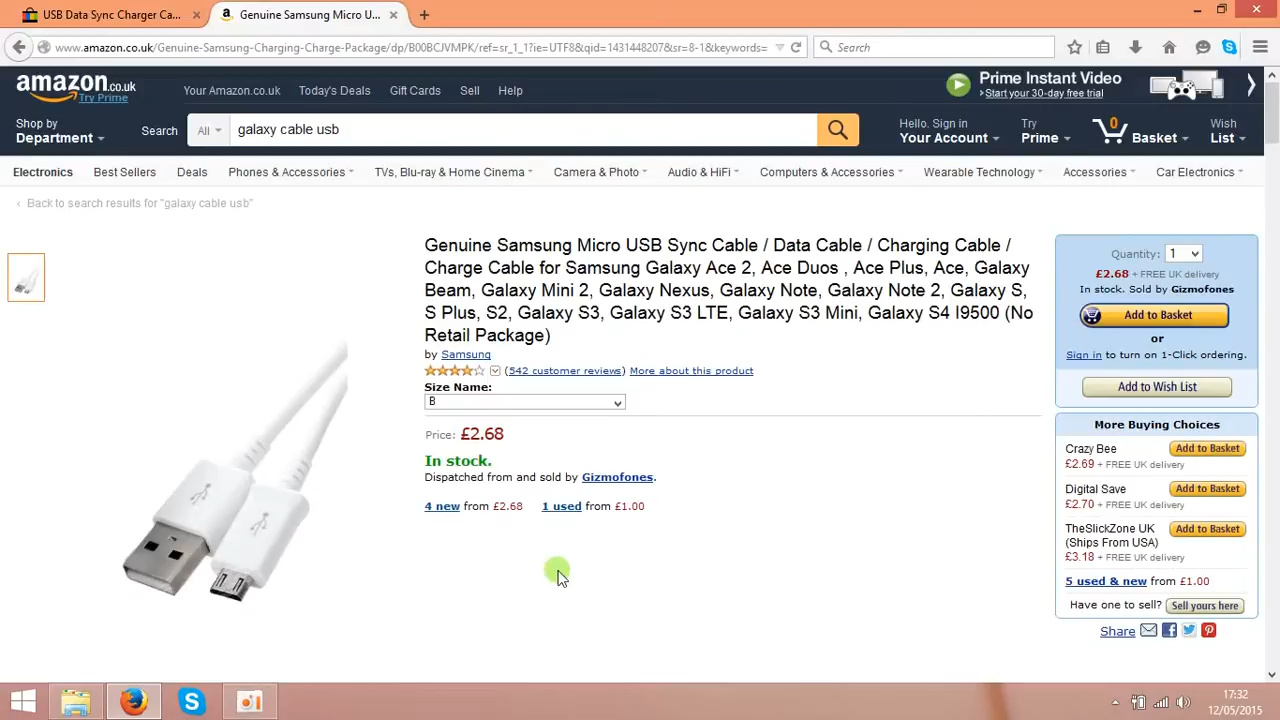 USB Data Sync Charger Ca...
Genuine Samsung Micro U...
www.amazon.co.uk/Genuine-Samsung-Charging-Charge-Package/dp/B00BCJVMPK/ref=sr_1_1?ie=UTF8&qid=1431448207&sr=8-1&keywords=
Search
amazon.co.uk
Try Prime
Your Amazon.co.uk
Today's Deals
Gift Cards
Sell
Help
Prime Instant Video
Start your 30-day free trial
Shop by
Department
Search
All
galaxy cable usb
Hello. Sign in
Your Account
Try
Prime
0
Basket
Wish
List
Electronics
Best Sellers
Deals
Phones & Accessories
TVs, Blu-ray & Home Cinema
Camera & Photo
Audio & HiFi
Computers & Accessories
Wearable Technology
Accessories
Car Electronics
‹ Back to search results for "galaxy cable usb"
Genuine Samsung Micro USB Sync Cable / Data Cable / Charging Cable /
Charge Cable for Samsung Galaxy Ace 2, Ace Duos , Ace Plus, Ace, Galaxy
Beam, Galaxy Mini 2, Galaxy Nexus, Galaxy Note, Galaxy Note 2, Galaxy S,
S Plus, S2, Galaxy S3, Galaxy S3 LTE, Galaxy S3 Mini, Galaxy S4 I9500 (No
Retail Package)
by Samsung
(542 customer reviews) More about this product
Size Name:
B
Price: £2.68
In stock.
Dispatched from and sold by Gizmofones.
4 new from £2.68 1 used from £1.00
Quantity: 1
£2.68 + FREE UK delivery
In stock. Sold by Gizmofones
Add to Basket
or
Sign in to turn on 1-Click ordering.
Add to Wish List
More Buying Choices
Crazy Bee
Add to Basket
£2.69 + FREE UK delivery
Digital Save
Add to Basket
£2.70 + FREE UK delivery
TheSlickZone UK
(Ships From USA)
Add to Basket
£3.18 + FREE UK delivery
5 used & new from £1.00
Have one to sell? Sell yours here
Share
17:32
12/05/2015